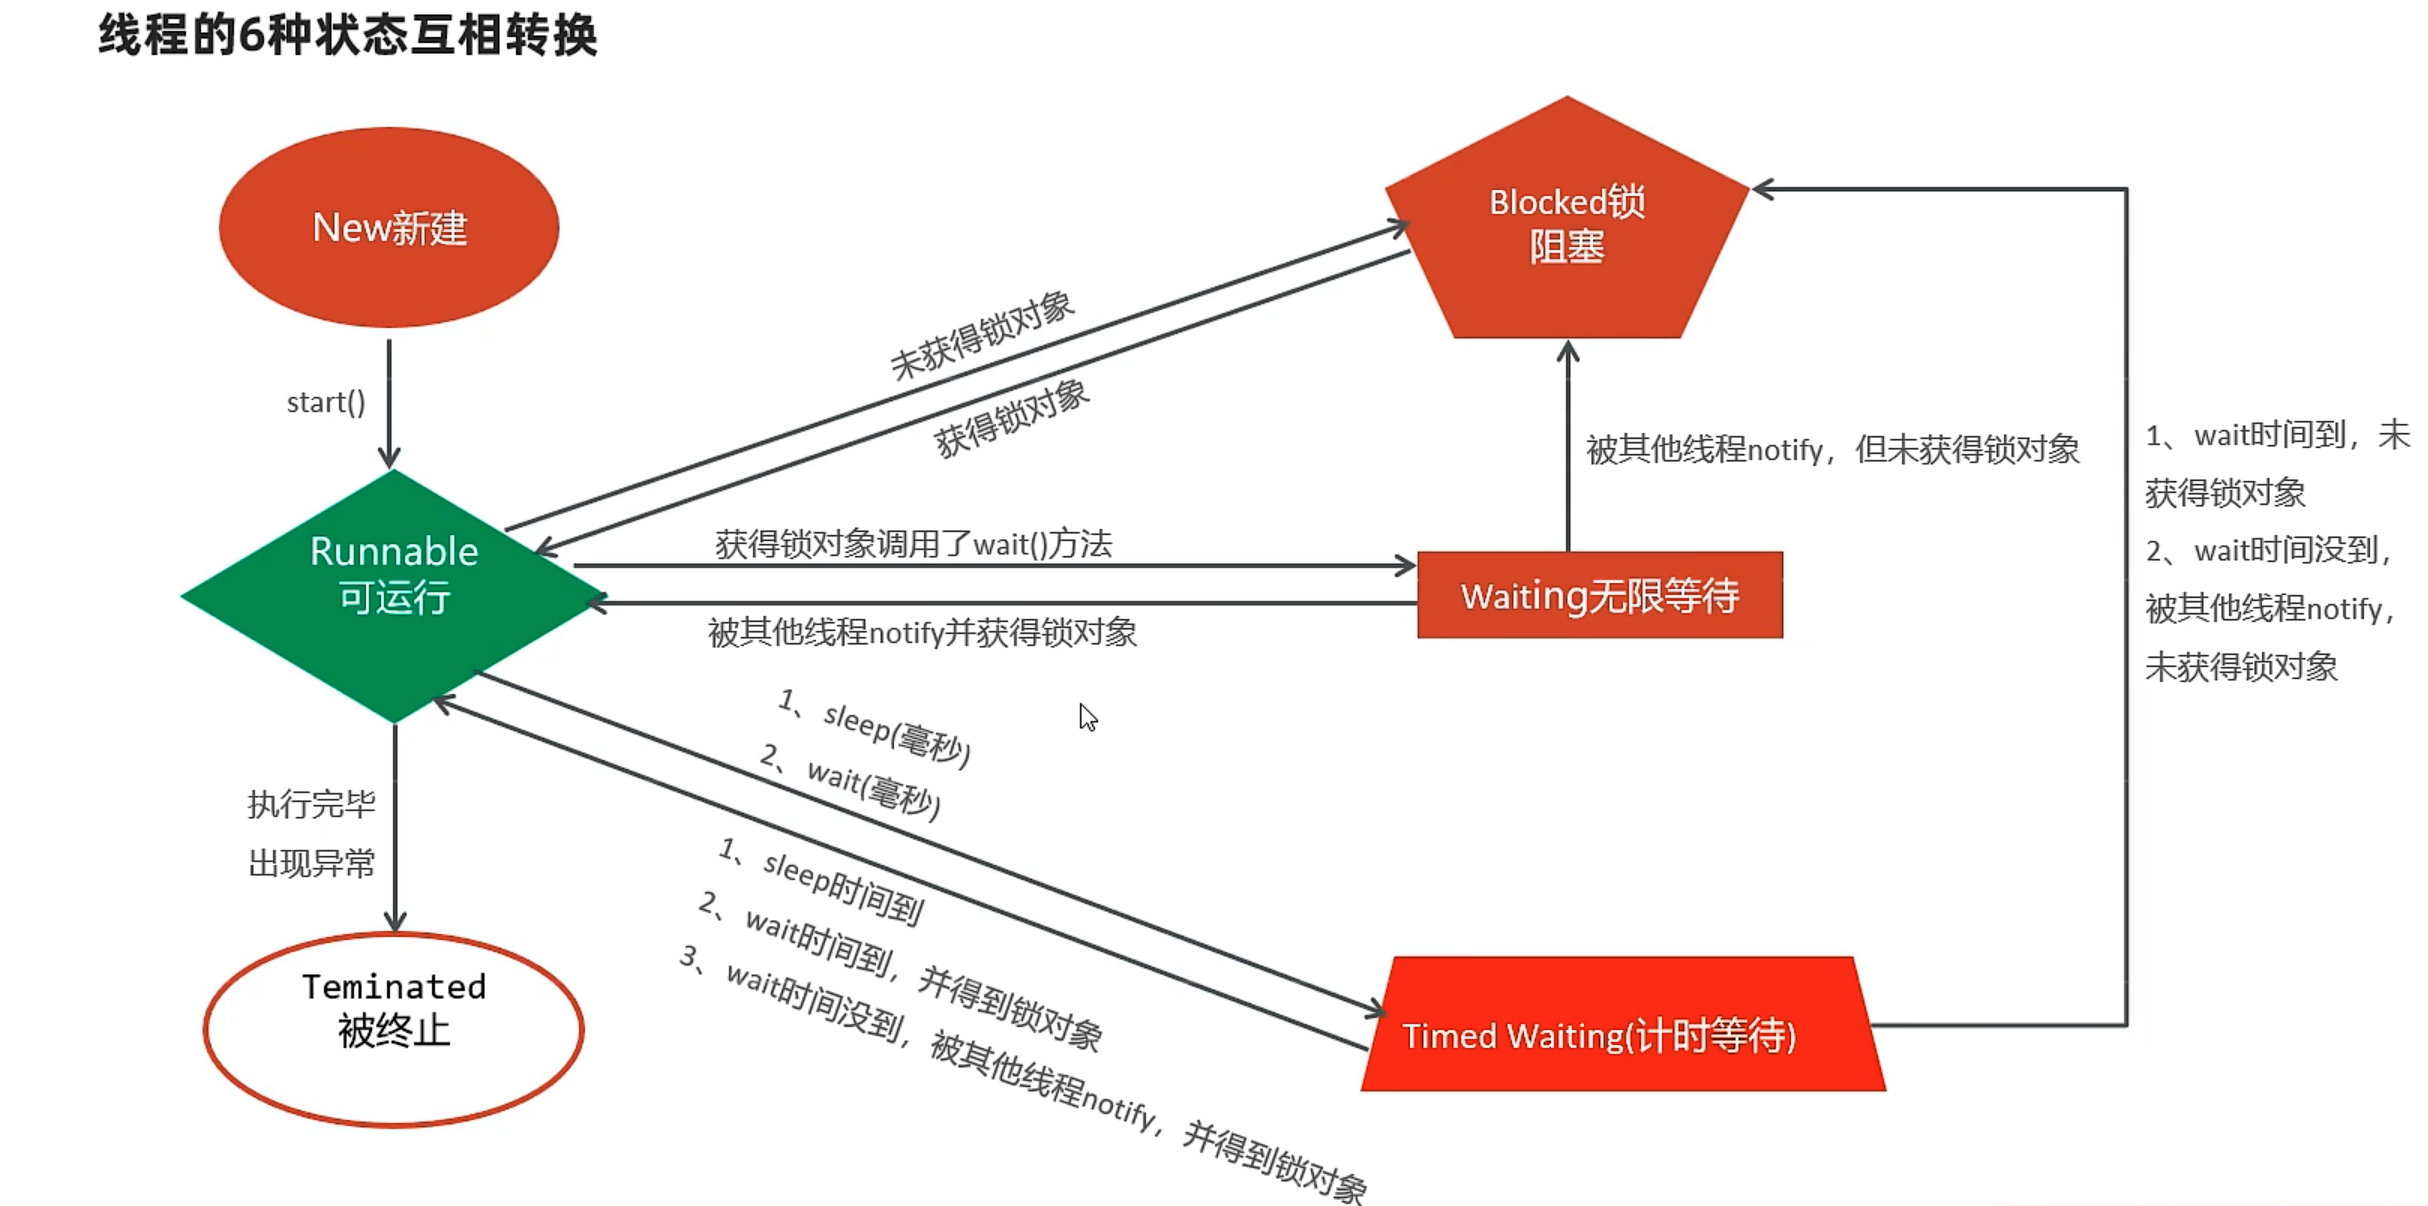 线程的6种状态互相转换
New新建
Blocked锁
阻塞
start()
未获得锁对象
获得锁对象
被其他线程notify，但未获得锁对象
1、wait时间到，未
获得锁对象
2、wait时间没到，
被其他线程notify，
未获得锁对象
Runnable
可运行
获得锁对象调用了wait()方法
被其他线程notify并获得锁对象
Waiting无限等待
1、sleep(毫秒)
2、wait(毫秒)
1、sleep时间到
2、wait时间到，并得到锁对象
3、wait时间没到，被其他线程notify，并得到锁对象
执行完毕
出现异常
Teminated
被终止
Timed Waiting(计时等待)